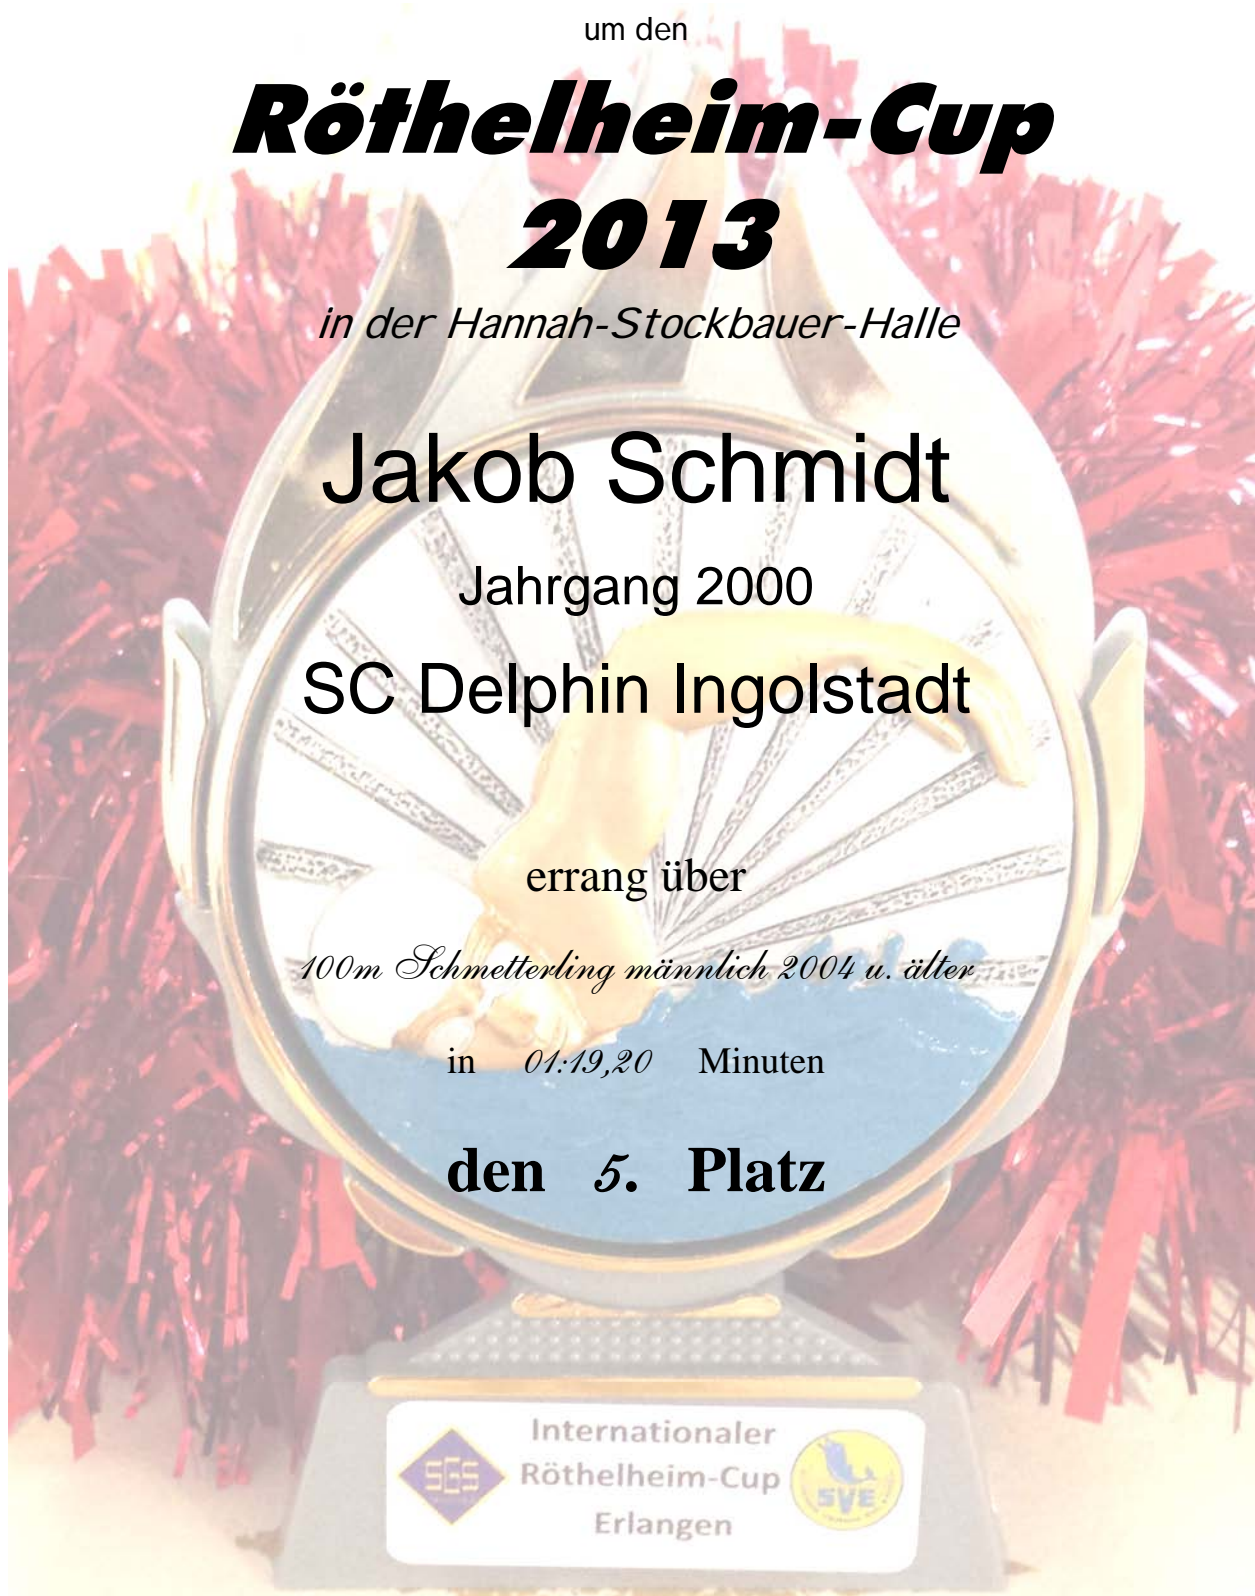 um den
Röthelheim-Cup
2013
in der Hannah-Stockbauer-Halle
Jakob Schmidt
Jahrgang 2000
SC Delphin Ingolstadt
errang über
100m Schmetterling männlich 2004 u. älter
in 01:19,20 Minuten
den 5. Platz
Internationaler
SGS Röthelheim-Cup SVE
Erlangen